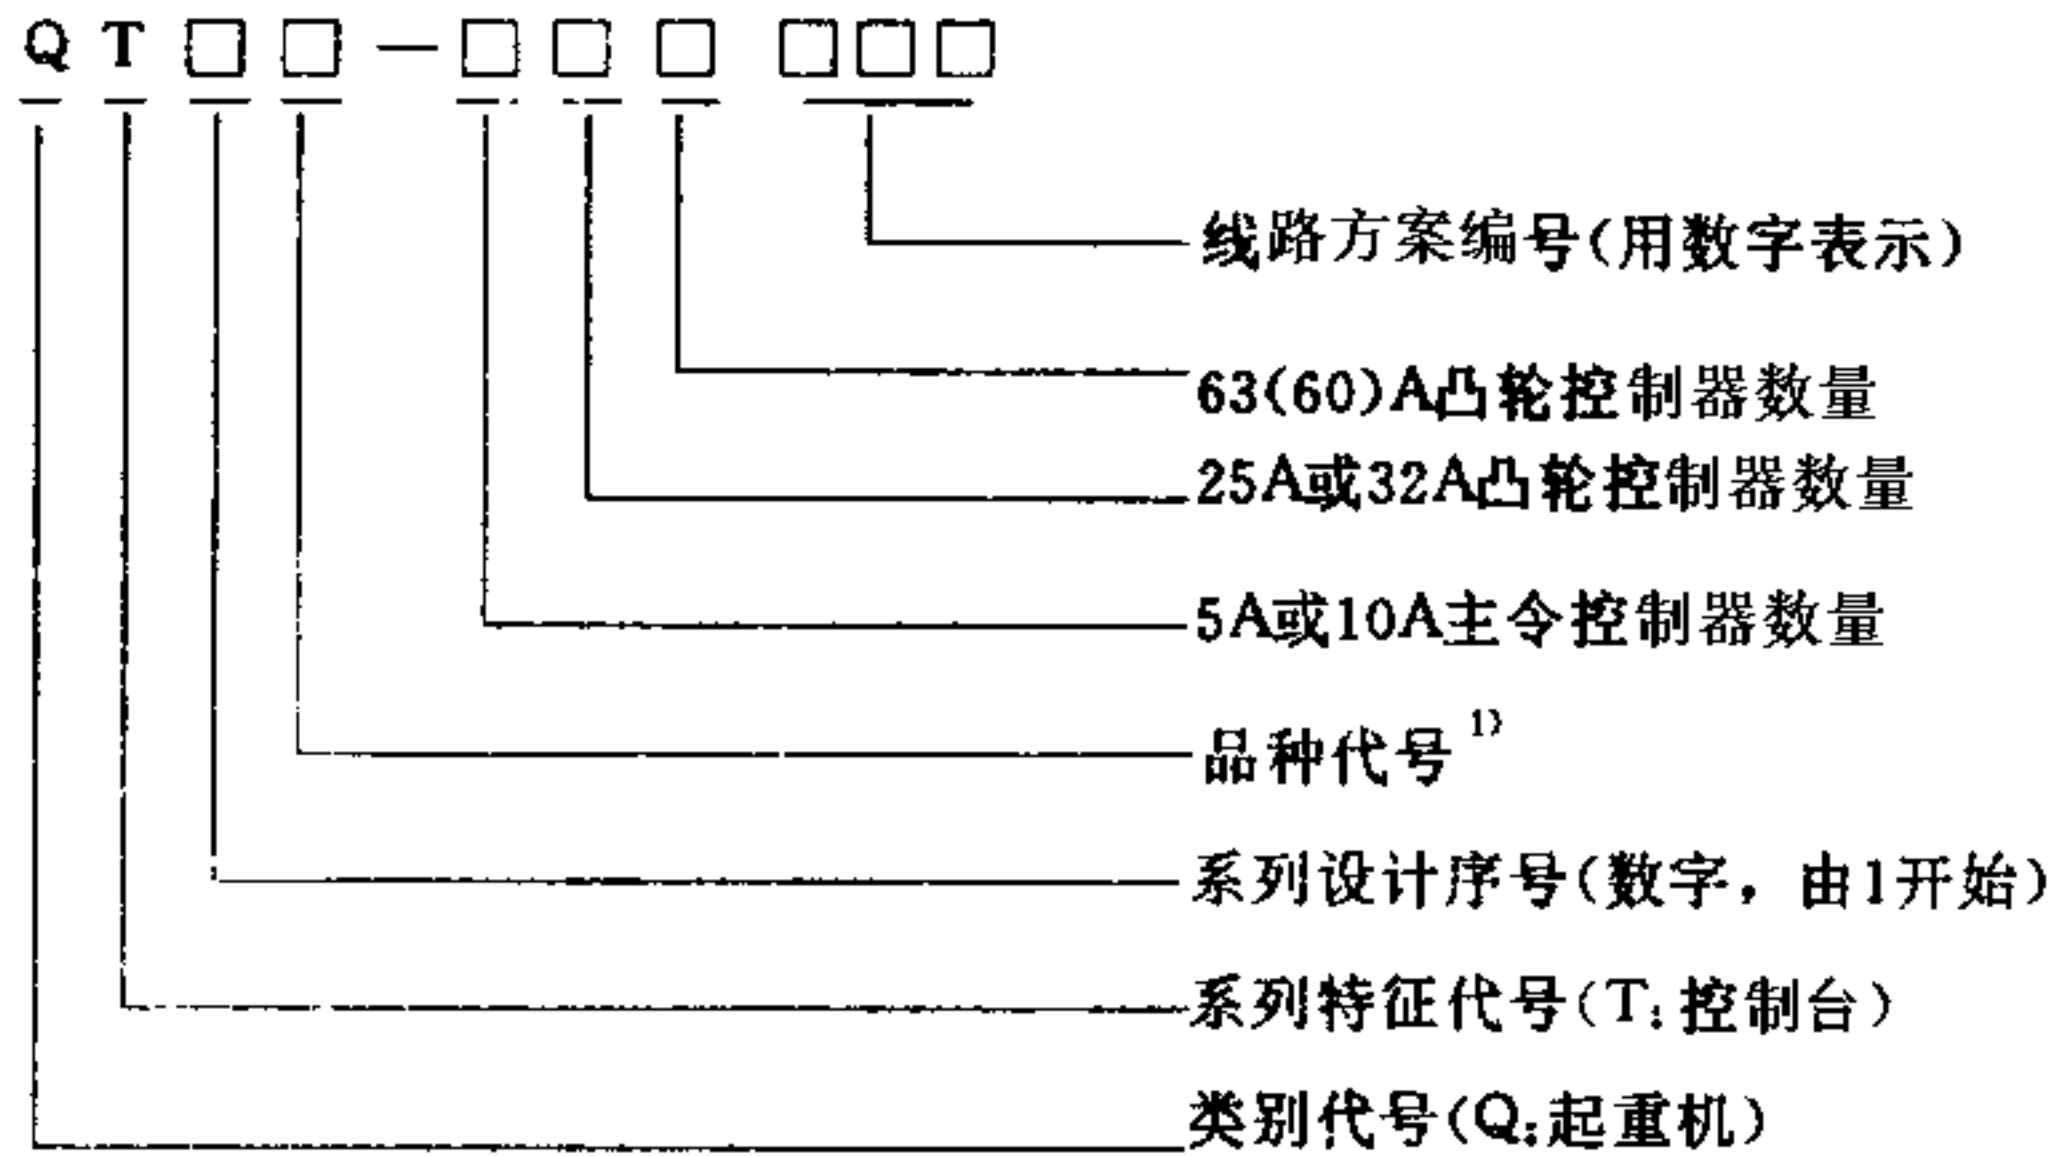 QT□□—□□□ □□□
线路方案编号(用数字表示)
63(60)A凸轮控制器数量
25A或32A凸轮控制器数量
5A或10A主令控制器数量
品种代号1)
系列设计序号(数字，由1开始)
系列特征代号(T:控制台)
类别代号(Q:起重机)